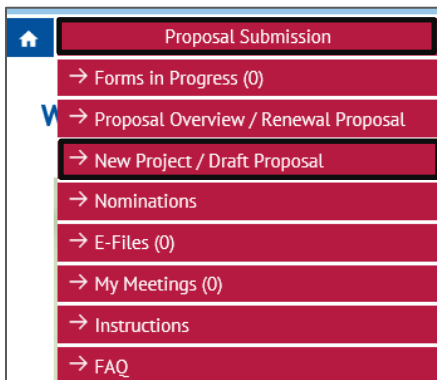 Proposal Submission
→ Forms in Progress (0)
W
→ Proposal Overview / Renewal Proposal
→ New Project / Draft Proposal
→ Nominations
→ E-Files (0)
→ My Meetings (0)
→ Instructions
→ FAQ